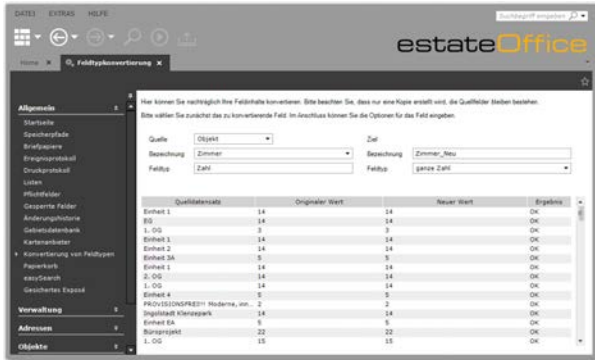 DATEI EXTRAS HILFE
Suchbegriff eingeben
estateOffice
Home
Feldtypkonvertierung
Allgemein
Startseite
Speicherpfade
Briefpapiere
Ereignisprotokoll
Druckprotokoll
Listen
Pflichtfelder
Gesperrte Felder
Änderungshistorie
Gebietsdatenbank
Kartenanbieter
Konvertierung von Feldtypen
Papierkorb
easySearch
Gesichertes Exposé
Verwaltung
Adressen
Objekte
Hier können Sie nachträglich Ihre Feldinhalte konvertieren. Bitte beachten Sie, dass nur eine Kopie erstellt wird, die Quellfelder bleiben bestehen.
Bitte wählen Sie zunächst das zu konvertierende Feld. Im Anschluss können Sie die Optionen für das Feld eingeben.
Quelle Objekt Ziel
Bezeichnung Zimmer Bezeichnung Zimmer_Neu
Feldtyp Zahl Feldtyp ganze Zahl
Quelldatensatz Originaler Wert Neuer Wert Ergebnis
Einheit 1 14 14 OK
EG 14 14 OK
1. OG 3 3 OK
Einheit 1 14 14 OK
Einheit 2 14 14 OK
Einheit 3A 5 5 OK
Einheit 1 14 14 OK
2. OG 14 14 OK
1. OG 14 14 OK
Einheit 4 5 5 OK
PROVISIONSFREI!!! Moderne, inn... 2 2 OK
Ingolstadt Klenzepark 14 14 OK
Einheit EA 5 5 OK
Büroprojekt 22 22 OK
1. OG 15 15 OK